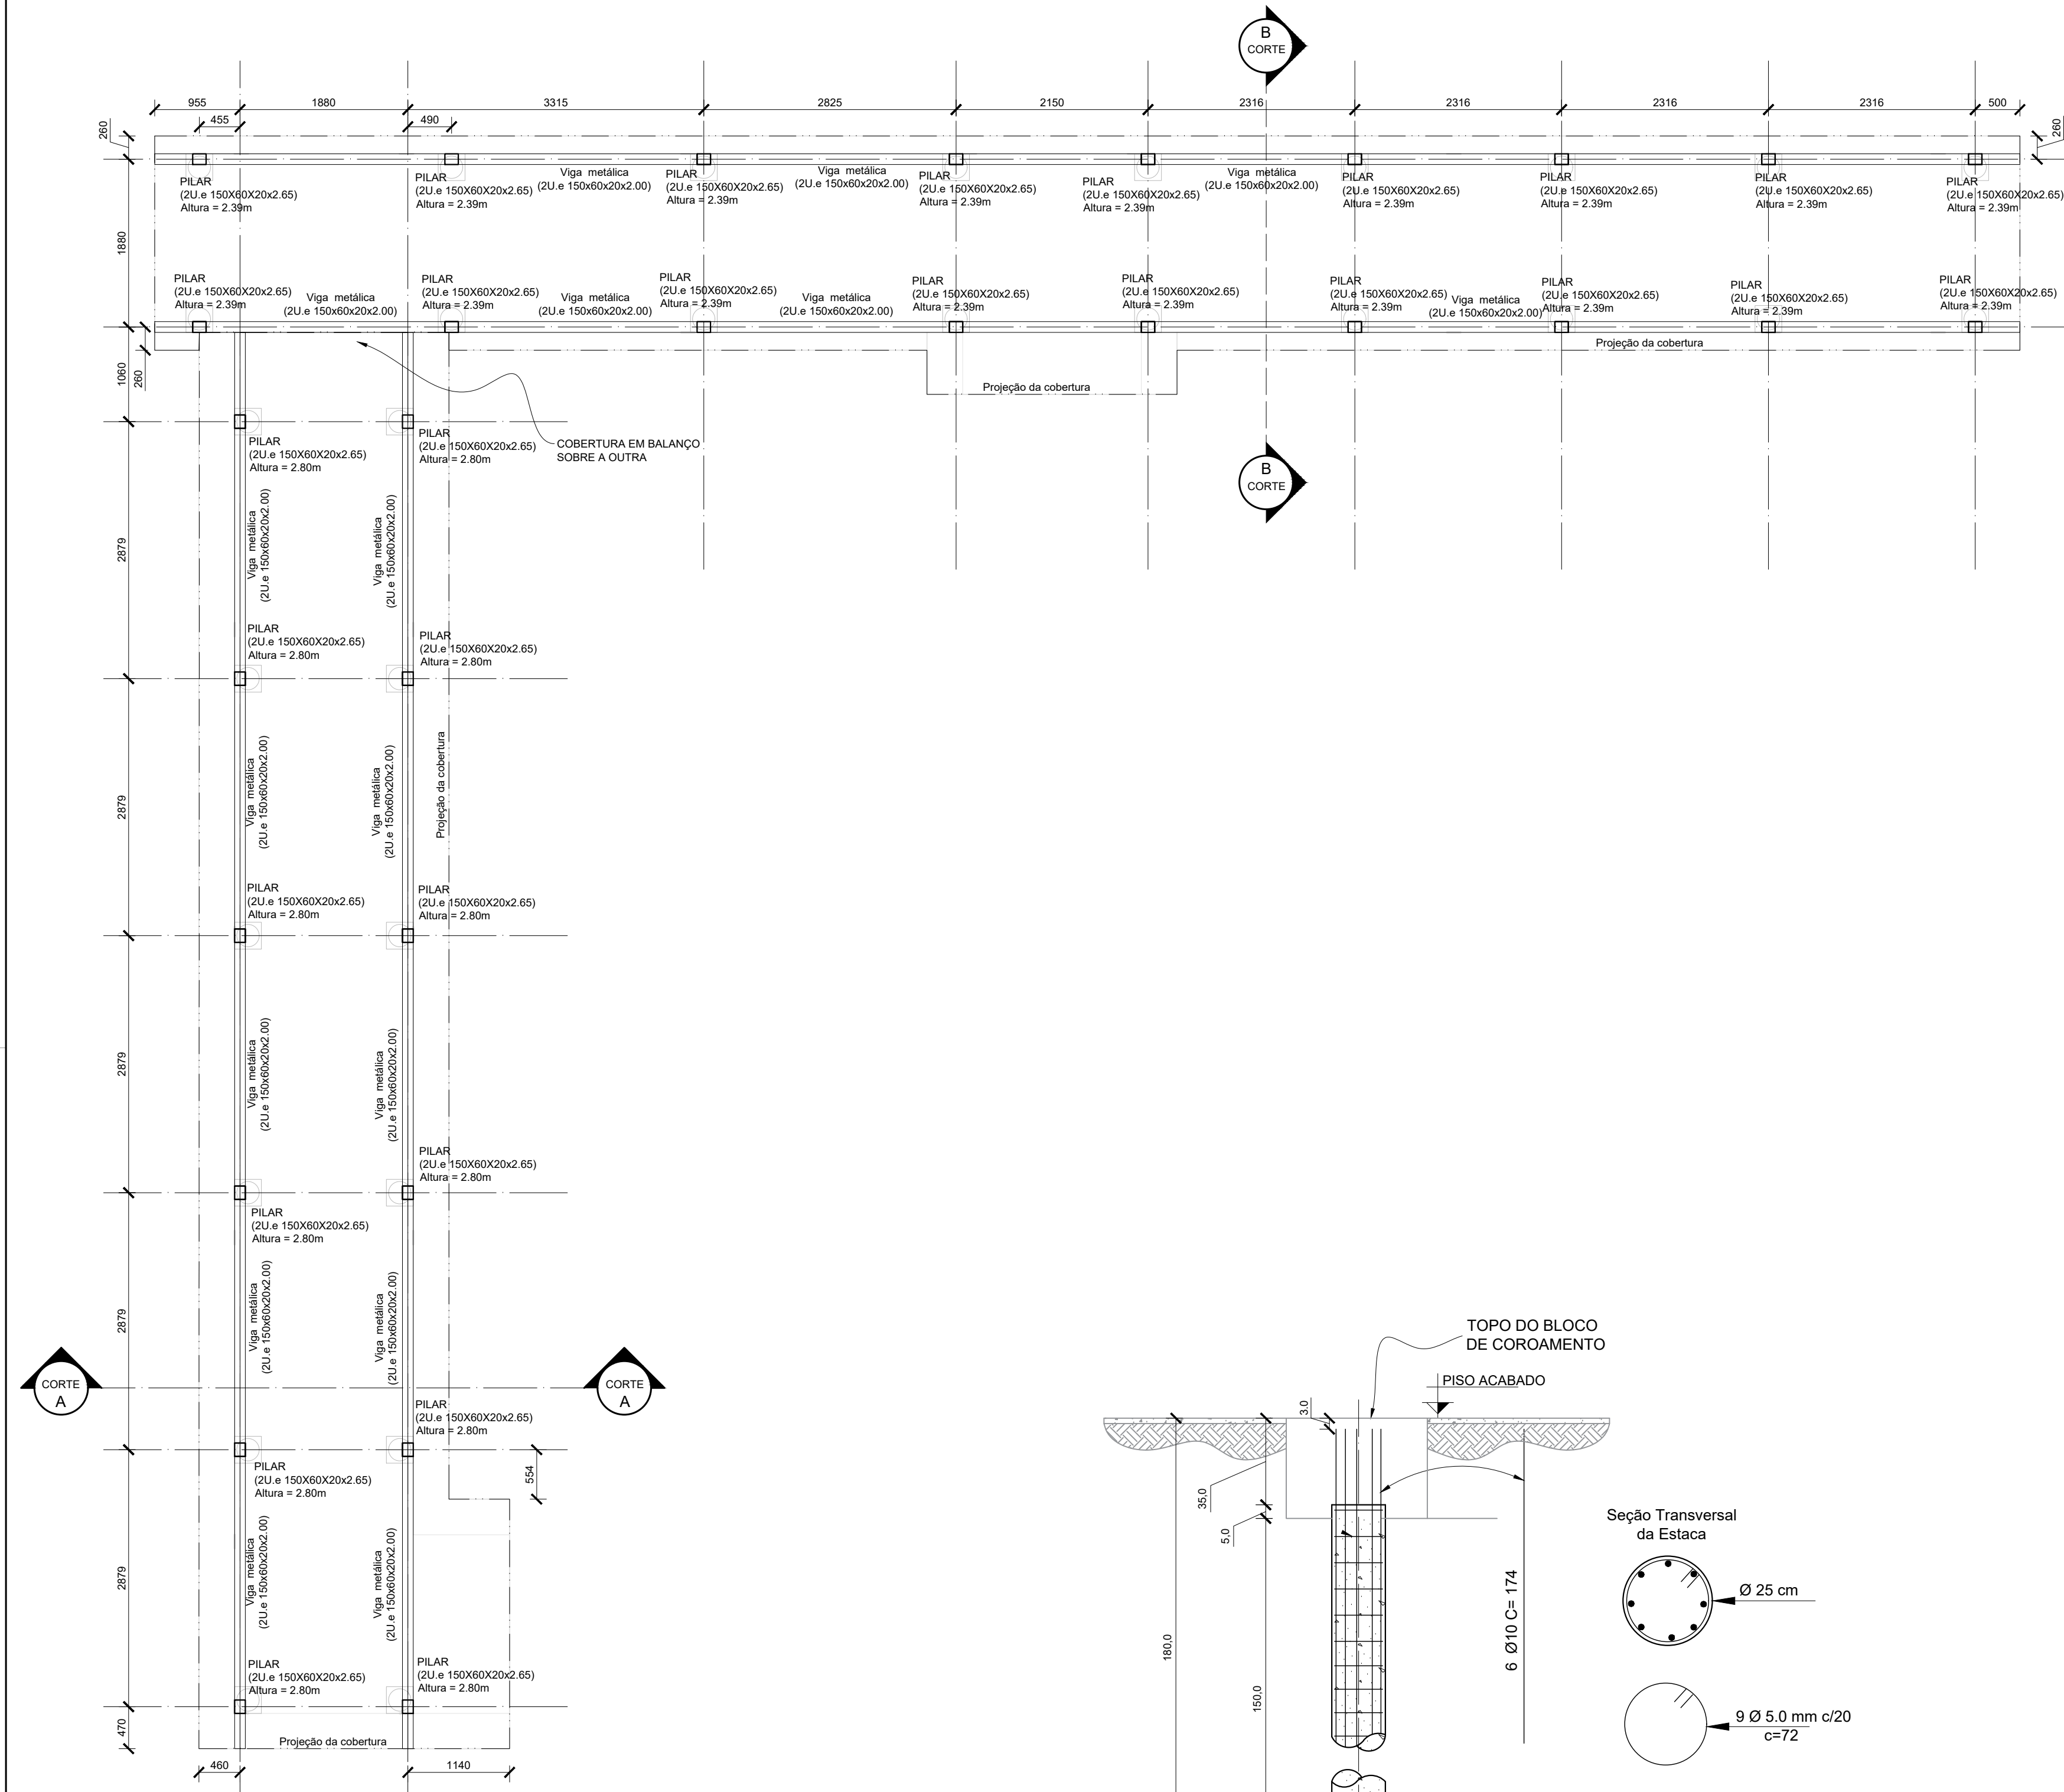 B
CORTE
955
1880
3315
2825
2150
2316
2316
2316
2316
500
455
490
260
260
PILAR
(2U.e 150X60X20x2.65)
Altura = 2.39m
PILAR
(2U.e 150X60X20x2.65)
Altura = 2.39m
Viga metálica
(2U.e 150x60x20x2.00)
PILAR
(2U.e 150X60X20x2.65)
Altura = 2.39m
Viga metálica
(2U.e 150x60x20x2.00)
PILAR
(2U.e 150X60X20x2.65)
Altura = 2.39m
PILAR
(2U.e 150X60X20x2.65)
Altura = 2.39m
Viga metálica
(2U.e 150x60x20x2.00)
PILAR
(2U.e 150X60X20x2.65)
Altura = 2.39m
PILAR
(2U.e 150X60X20x2.65)
Altura = 2.39m
PILAR
(2U.e 150X60X20x2.65)
Altura = 2.39m
PILAR
(2U.e 150X60X20x2.65)
Altura = 2.39m
1880
PILAR
(2U.e 150X60X20x2.65)
Altura = 2.39m
Viga metálica
(2U.e 150x60x20x2.00)
PILAR
(2U.e 150X60X20x2.65)
Altura = 2.39m
Viga metálica
(2U.e 150x60x20x2.00)
PILAR
(2U.e 150X60X20x2.65)
Altura = 2.39m
Viga metálica
(2U.e 150x60x20x2.00)
PILAR
(2U.e 150X60X20x2.65)
Altura = 2.39m
PILAR
(2U.e 150X60X20x2.65)
Altura = 2.39m
PILAR
(2U.e 150X60X20x2.65)
Altura = 2.39m
Viga metálica
(2U.e 150x60x20x2.00)
PILAR
(2U.e 150X60X20x2.65)
Altura = 2.39m
PILAR
(2U.e 150X60X20x2.65)
Altura = 2.39m
PILAR
(2U.e 150X60X20x2.65)
Altura = 2.39m
Projeção da cobertura
Projeção da cobertura
1060
260
COBERTURA EM BALANÇO
SOBRE A OUTRA
B
CORTE
PILAR
(2U.e 150X60X20x2.65)
Altura = 2.80m
PILAR
(2U.e 150X60X20x2.65)
Altura = 2.80m
2879
Viga metálica
(2U.e 150x60x20x2.00)
Viga metálica
(2U.e 150x60x20x2.00)
PILAR
(2U.e 150X60X20x2.65)
Altura = 2.80m
PILAR
(2U.e 150X60X20x2.65)
Altura = 2.80m
2879
Viga metálica
(2U.e 150x60x20x2.00)
Viga metálica
(2U.e 150x60x20x2.00)
Projeção da cobertura
PILAR
(2U.e 150X60X20x2.65)
Altura = 2.80m
PILAR
(2U.e 150X60X20x2.65)
Altura = 2.80m
2879
Viga metálica
(2U.e 150x60x20x2.00)
Viga metálica
(2U.e 150x60x20x2.00)
PILAR
(2U.e 150X60X20x2.65)
Altura = 2.80m
PILAR
(2U.e 150X60X20x2.65)
Altura = 2.80m
2879
Viga metálica
(2U.e 150x60x20x2.00)
Viga metálica
(2U.e 150x60x20x2.00)
CORTE
A
CORTE
A
PILAR
(2U.e 150X60X20x2.65)
Altura = 2.80m
PILAR
(2U.e 150X60X20x2.65)
Altura = 2.80m
554
2879
Viga metálica
(2U.e 150x60x20x2.00)
Viga metálica
(2U.e 150x60x20x2.00)
PILAR
(2U.e 150X60X20x2.65)
Altura = 2.80m
PILAR
(2U.e 150X60X20x2.65)
Altura = 2.80m
470
Projeção da cobertura
460
1140
TOPO DO BLOCO
DE COROAMENTO
PISO ACABADO
3.0
35,0
5,0
180,0
150,0
6 Ø10 C= 174
Seção Transversal
da Estaca
Ø 25 cm
9 Ø 5.0 mm c/20
c=72